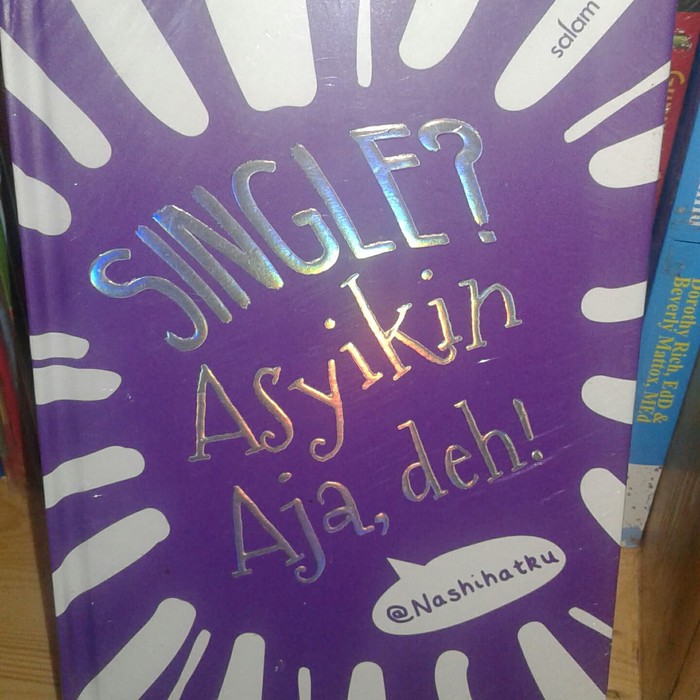 salam
SINGLE?
Asyikin
Aja, deh!
@Nashihatku
Dorothy Rich, EdD &
Beverly Mattox, MEd